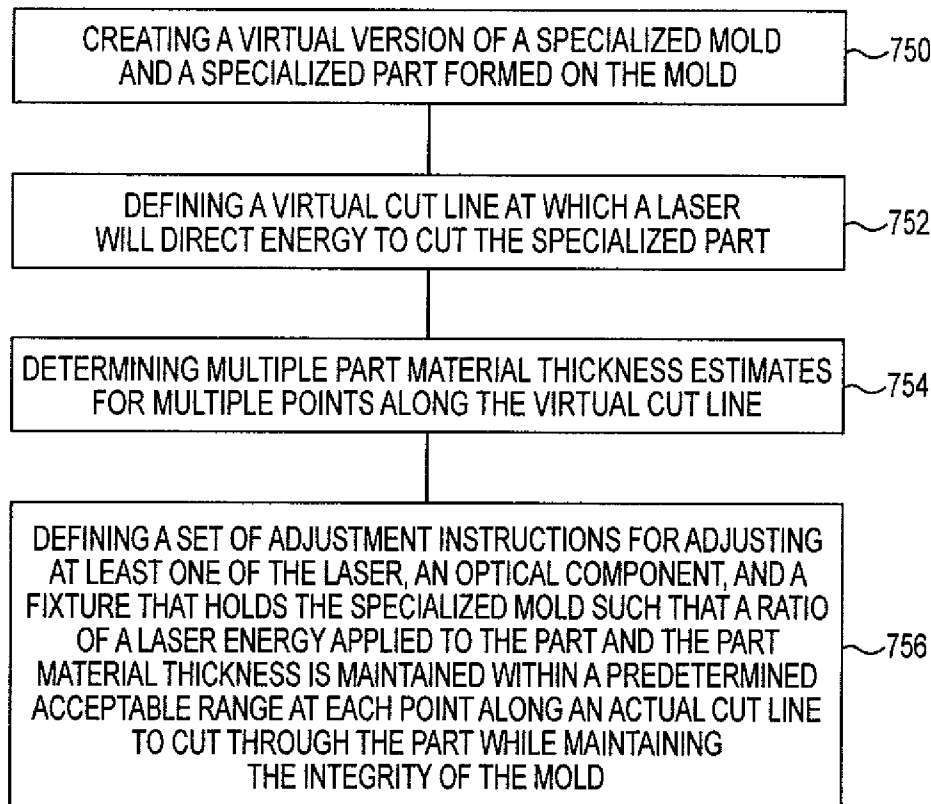 CREATING A VIRTUAL VERSION OF A SPECIALIZED MOLD
AND A SPECIALIZED PART FORMED ON THE MOLD
750
DEFINING A VIRTUAL CUT LINE AT WHICH A LASER
WILL DIRECT ENERGY TO CUT THE SPECIALIZED PART
752
DETERMINING MULTIPLE PART MATERIAL THICKNESS ESTIMATES
FOR MULTIPLE POINTS ALONG THE VIRTUAL CUT LINE
754
DEFINING A SET OF ADJUSTMENT INSTRUCTIONS FOR ADJUSTING
AT LEAST ONE OF THE LASER, AN OPTICAL COMPONENT, AND A
FIXTURE THAT HOLDS THE SPECIALIZED MOLD SUCH THAT A RATIO
OF A LASER ENERGY APPLIED TO THE PART AND THE PART
MATERIAL THICKNESS IS MAINTAINED WITHIN A PREDETERMINED
ACCEPTABLE RANGE AT EACH POINT ALONG AN ACTUAL CUT LINE
TO CUT THROUGH THE PART WHILE MAINTAINING
THE INTEGRITY OF THE MOLD
756